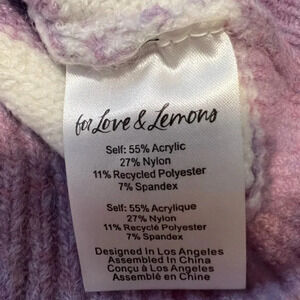 for Love & Lemons
Self: 55% Acrylic
27% Nylon
11% Recycled Polyester
7% Spandex
Self: 55% Acrylique
27% Nylon
11% Recyclé Polyester
7% Spandex
Designed In Los Angeles
Assembled In China
Conçu à Los Angeles
Assemblé en Chine